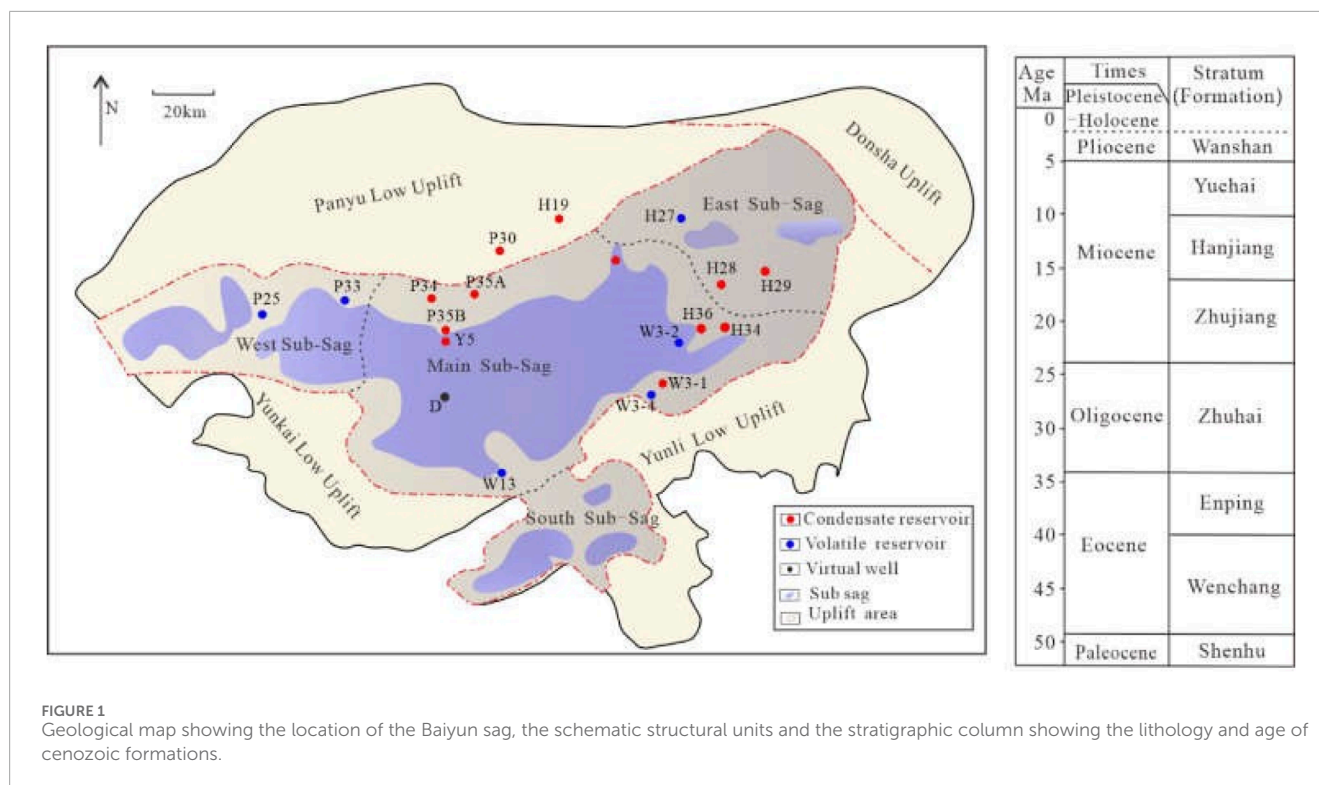 N
20km
Panyu Low Uplift
Donsha Uplift
H19
P30
H27
East Sub-Sag
H28
H29
P25
P33
P34
P35A
P35B
Y5
H36
H34
W3-2
West Sub-Sag
Main Sub-Sag
W3-1
W3-4
D
Yunkai Low Uplift
Yunli Low Uplift
W13
South Sub-Sag
Condensate reservoir
Volatile reservoir
Virtual well
Sub sag
Uplift area
Age Ma
Times
Stratum (Formation)
Pleistocene-Holocene
0
Pliocene
Wanshan
5
Yuehai
10
Miocene
Hanjiang
15
Zhujiang
20
25
Oligocene
Zhuhai
30
35
Enping
40
Eocene
Wenchang
45
50
Paleocene
Shenhu
FIGURE 1
Geological map showing the location of the Baiyun sag, the schematic structural units and the stratigraphic column showing the lithology and age of
cenozoic formations.